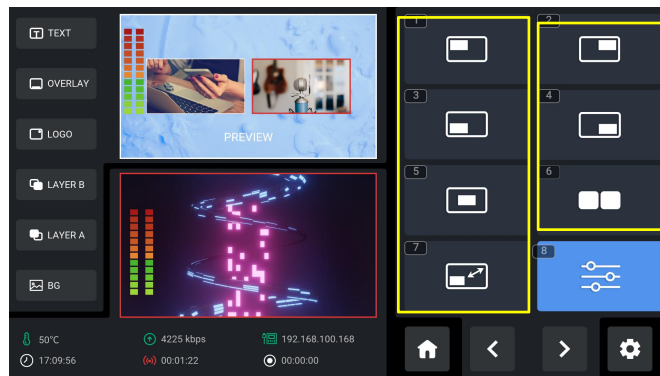 TEXT
OVERLAY
LOGO
LAYER B
LAYER A
BG
PREVIEW
1
2
3
4
5
6
7
8
50°C
4225 kbps
192.168.100.168
17:09:56
00:01:22
00:00:00